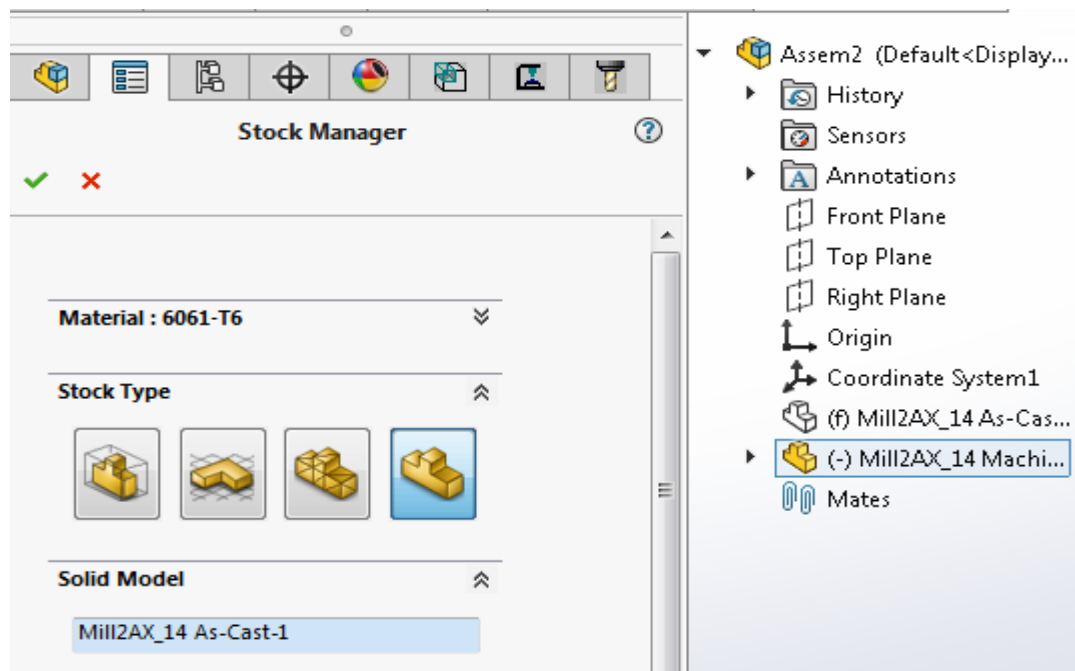 Stock Manager
Material : 6061-T6
Stock Type
Solid Model
Mill2AX_14 As-Cast-1
Assem2 (Default<Display...
History
Sensors
A Annotations
Front Plane
Top Plane
Right Plane
Origin
Coordinate System1
(f) Mill2AX_14 As-Cas...
(-) Mill2AX_14 Machi...
Mates